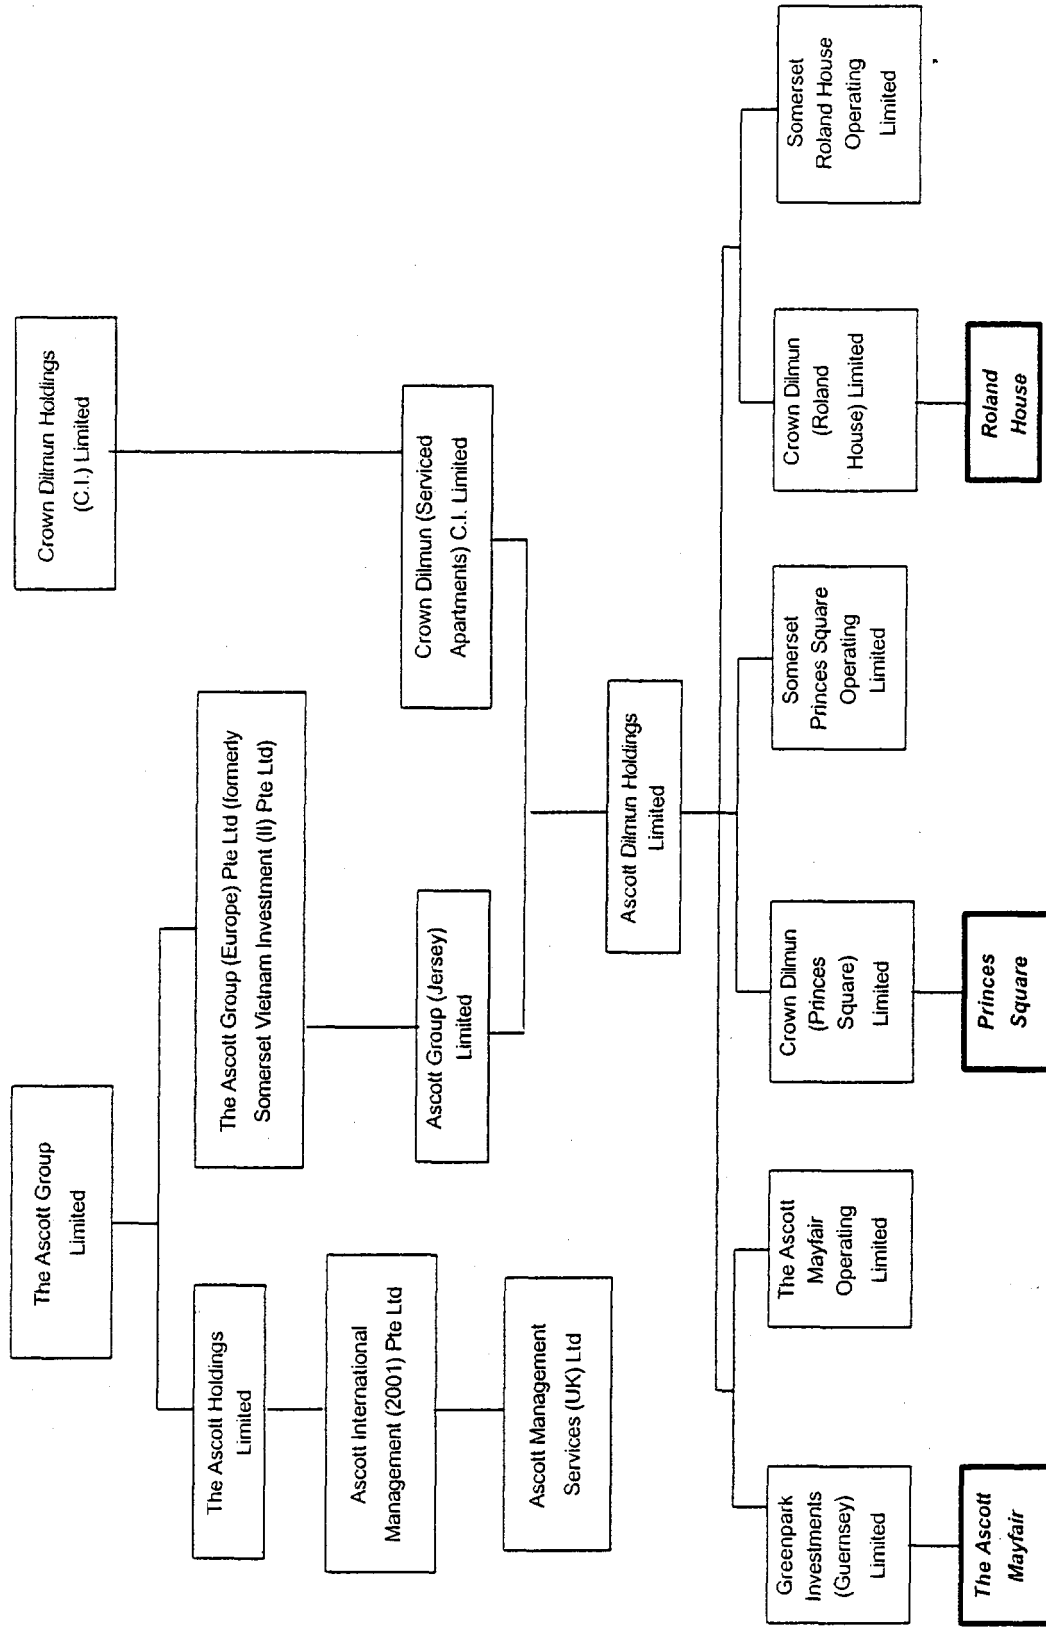 The Ascott Group
Limited
Crown Dilmun Holdings
(C.I.) Limited
The Ascott Holdings
Limited
The Ascott Group (Europe) Pte Ltd (formerly
Somerset Vietnam Investment (II) Pte Ltd)
Ascott International
Management (2001) Pte Ltd
Ascott Group (Jersey)
Limited
Crown Dilmun (Serviced
Apartments) C.I. Limited
Ascott Management
Services (UK) Ltd
Ascott Dilmun Holdings
Limited
Greenpark
Investments
(Guernsey)
Limited
The Ascott
Mayfair
Operating
Limited
Crown Dilmun
(Princes
Square)
Limited
Somerset
Princes Square
Operating
Limited
Crown Dilmun
(Roland
House) Limited
Somerset
Roland House
Operating
Limited
The Ascott
Mayfair
Princes
Square
Roland
House